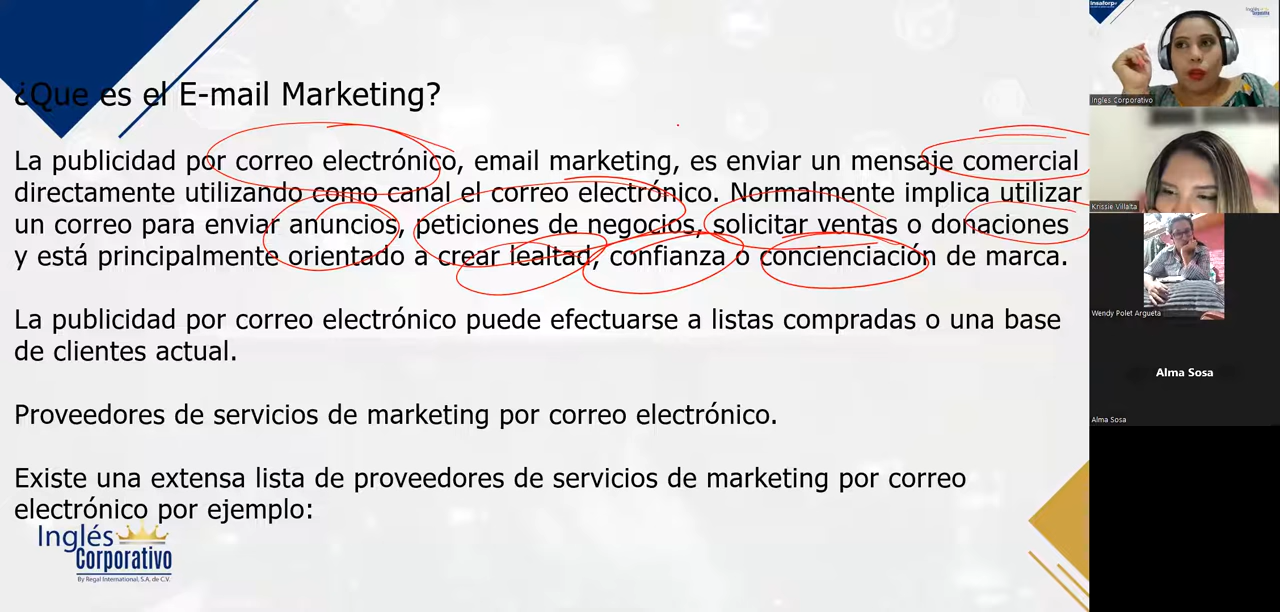 ¿Que es el E-mail Marketing?
La publicidad por correo electrónico, email marketing, es enviar un mensaje comercial
directamente utilizando como canal el correo electrónico. Normalmente implica utilizar
un correo para enviar anuncios, peticiones de negocios, solicitar ventas o donaciones
y está principalmente orientado a crear lealtad, confianza o concienciación de marca.
La publicidad por correo electrónico puede efectuarse a listas compradas o una base
de clientes actual.
Proveedores de servicios de marketing por correo electrónico.
Existe una extensa lista de proveedores de servicios de marketing por correo
electrónico por ejemplo:
Inglés
Corporativo
By Regal International, S.A. de C.V.
Insaforp
Inglés
Corporativo
Ingles Corporativo
Krissie Villalta
Wendy Polet Argueta
Alma Sosa
Alma Sosa